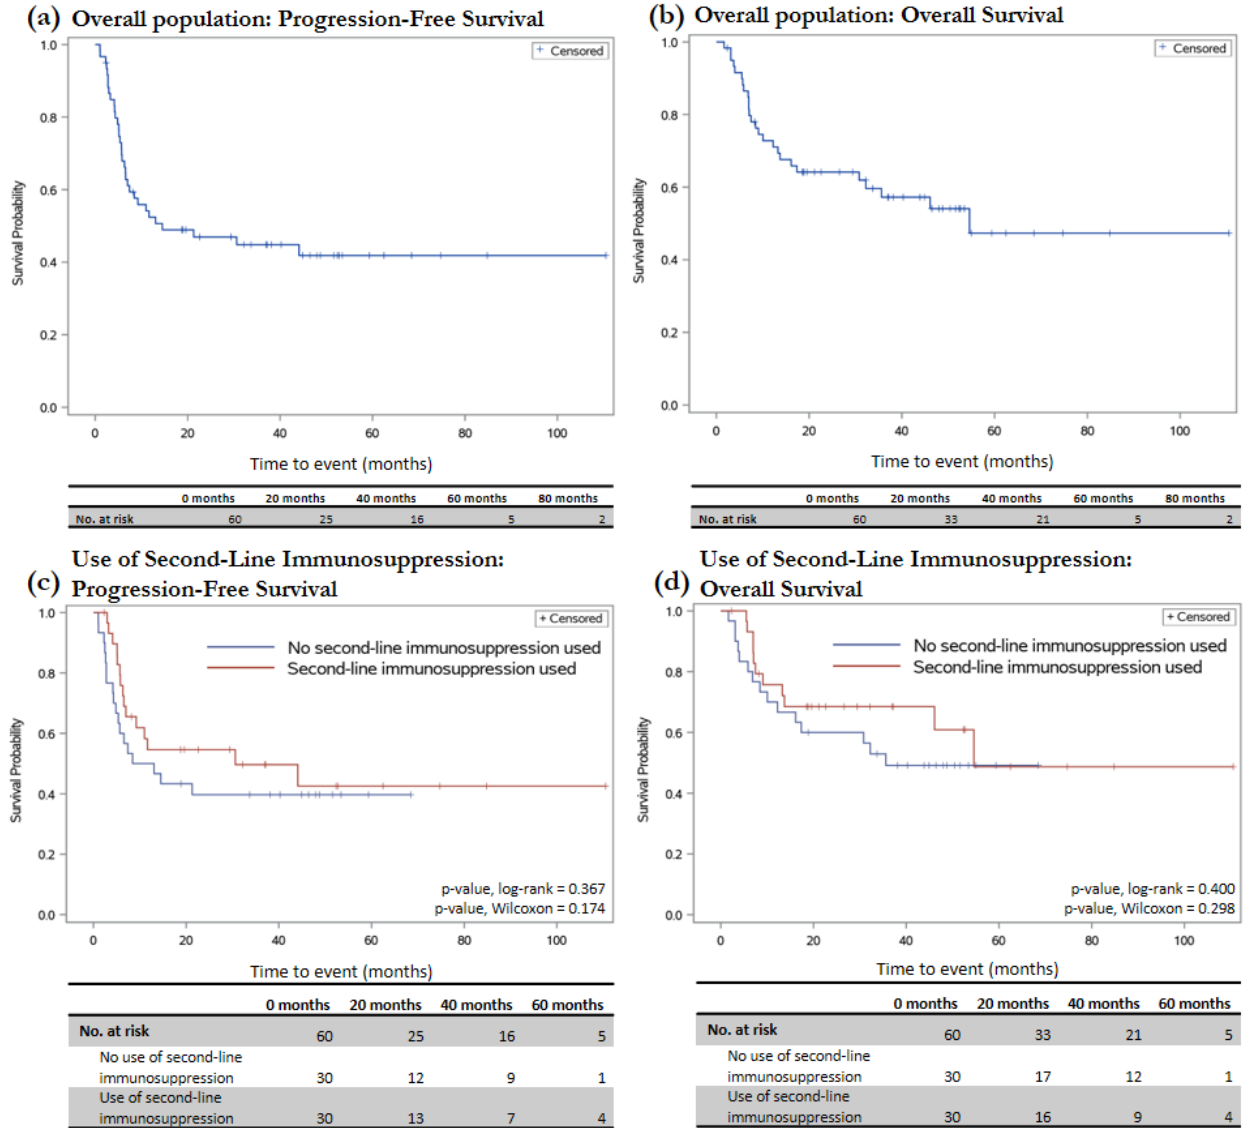 (a) Overall population: Progression-Free Survival
+ Censored
1.0
0.8
0.6
0.4
0.2
0.0
Survival Probability
0 20 40 60 80 100
Time to event (months)
0 months 20 months 40 months 60 months 80 months
No. at risk 60 25 16 5 2
(b) Overall population: Overall Survival
+ Censored
1.0
0.8
0.6
0.4
0.2
0.0
Survival Probability
0 20 40 60 80 100
Time to event (months)
0 months 20 months 40 months 60 months 80 months
No. at risk 60 33 21 5 2
(c) Use of Second-Line Immunosuppression:
Progression-Free Survival
+ Censored
No second-line immunosuppression used
Second-line immunosuppression used
1.0
0.8
0.6
0.4
0.2
0.0
Survival Probability
p-value, log-rank = 0.367
p-value, Wilcoxon = 0.174
0 20 40 60 80 100
Time to event (months)
0 months 20 months 40 months 60 months
No. at risk 60 25 16 5
No use of second-line
immunosuppression 30 12 9 1
Use of second-line
immunosuppression 30 13 7 4
(d) Use of Second-Line Immunosuppression:
Overall Survival
+ Censored
No second-line immunosuppression used
Second-line immunosuppression used
1.0
0.8
0.6
0.4
0.2
0.0
Survival Probability
p-value, log-rank = 0.400
p-value, Wilcoxon = 0.298
0 20 40 60 80 100
Time to event (months)
0 months 20 months 40 months 60 months
No. at risk 60 33 21 5
No use of second-line
immunosuppression 30 17 12 1
Use of second-line
immunosuppression 30 16 9 4